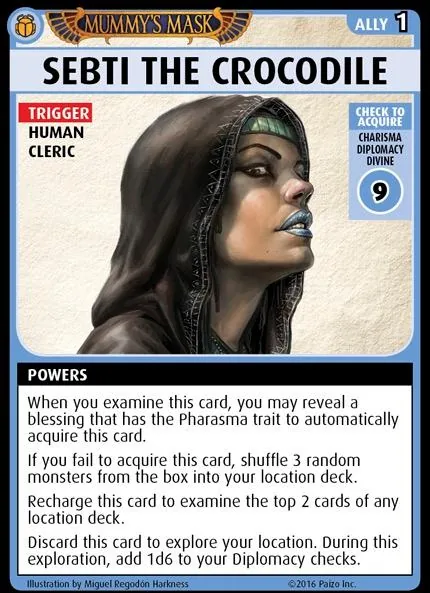 MUMMY'S MASK
ALLY 1
SEBTI THE CROCODILE
TRIGGER
HUMAN
CLERIC
CHECK TO
ACQUIRE
CHARISMA
DIPLOMACY
DIVINE
9
POWERS
When you examine this card, you may reveal a
blessing that has the Pharasma trait to automatically
acquire this card.
If you fail to acquire this card, shuffle 3 random
monsters from the box into your location deck.
Recharge this card to examine the top 2 cards of any
location deck.
Discard this card to explore your location. During this
exploration, add 1d6 to your Diplomacy checks.
Illustration by Miguel Regodón Harkness
©2016 Paizo Inc.